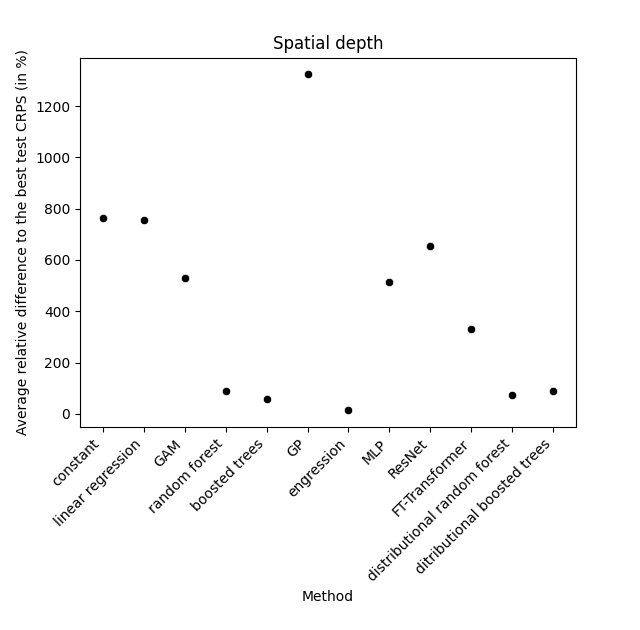 Spatial depth
Average relative difference to the best test CRPS (in %)
1200
1000
800
600
400
200
0
constant
linear regression
GAM
random forest
boosted trees
GP
engression
MLP
ResNet
FT-Transformer
distributional random forest
ditributional boosted trees
Method